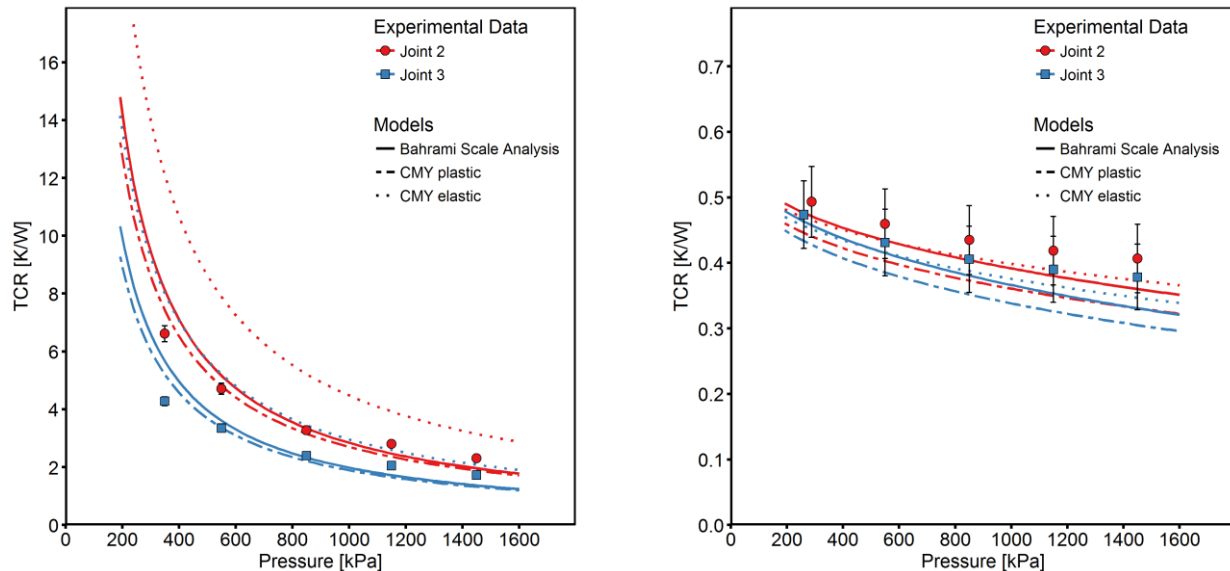 Experimental Data
Joint 2
Joint 3
Models
Bahrami Scale Analysis
CMY plastic
CMY elastic
TCR [K/W]
16
14
12
10
8
6
4
2
0
0 200 400 600 800 1000 1200 1400 1600
Pressure [kPa]
Experimental Data
Joint 2
Joint 3
Models
Bahrami Scale Analysis
CMY plastic
CMY elastic
TCR [K/W]
0.7
0.6
0.5
0.4
0.3
0.2
0.1
0.0
0 200 400 600 800 1000 1200 1400 1600
Pressure [kPa]